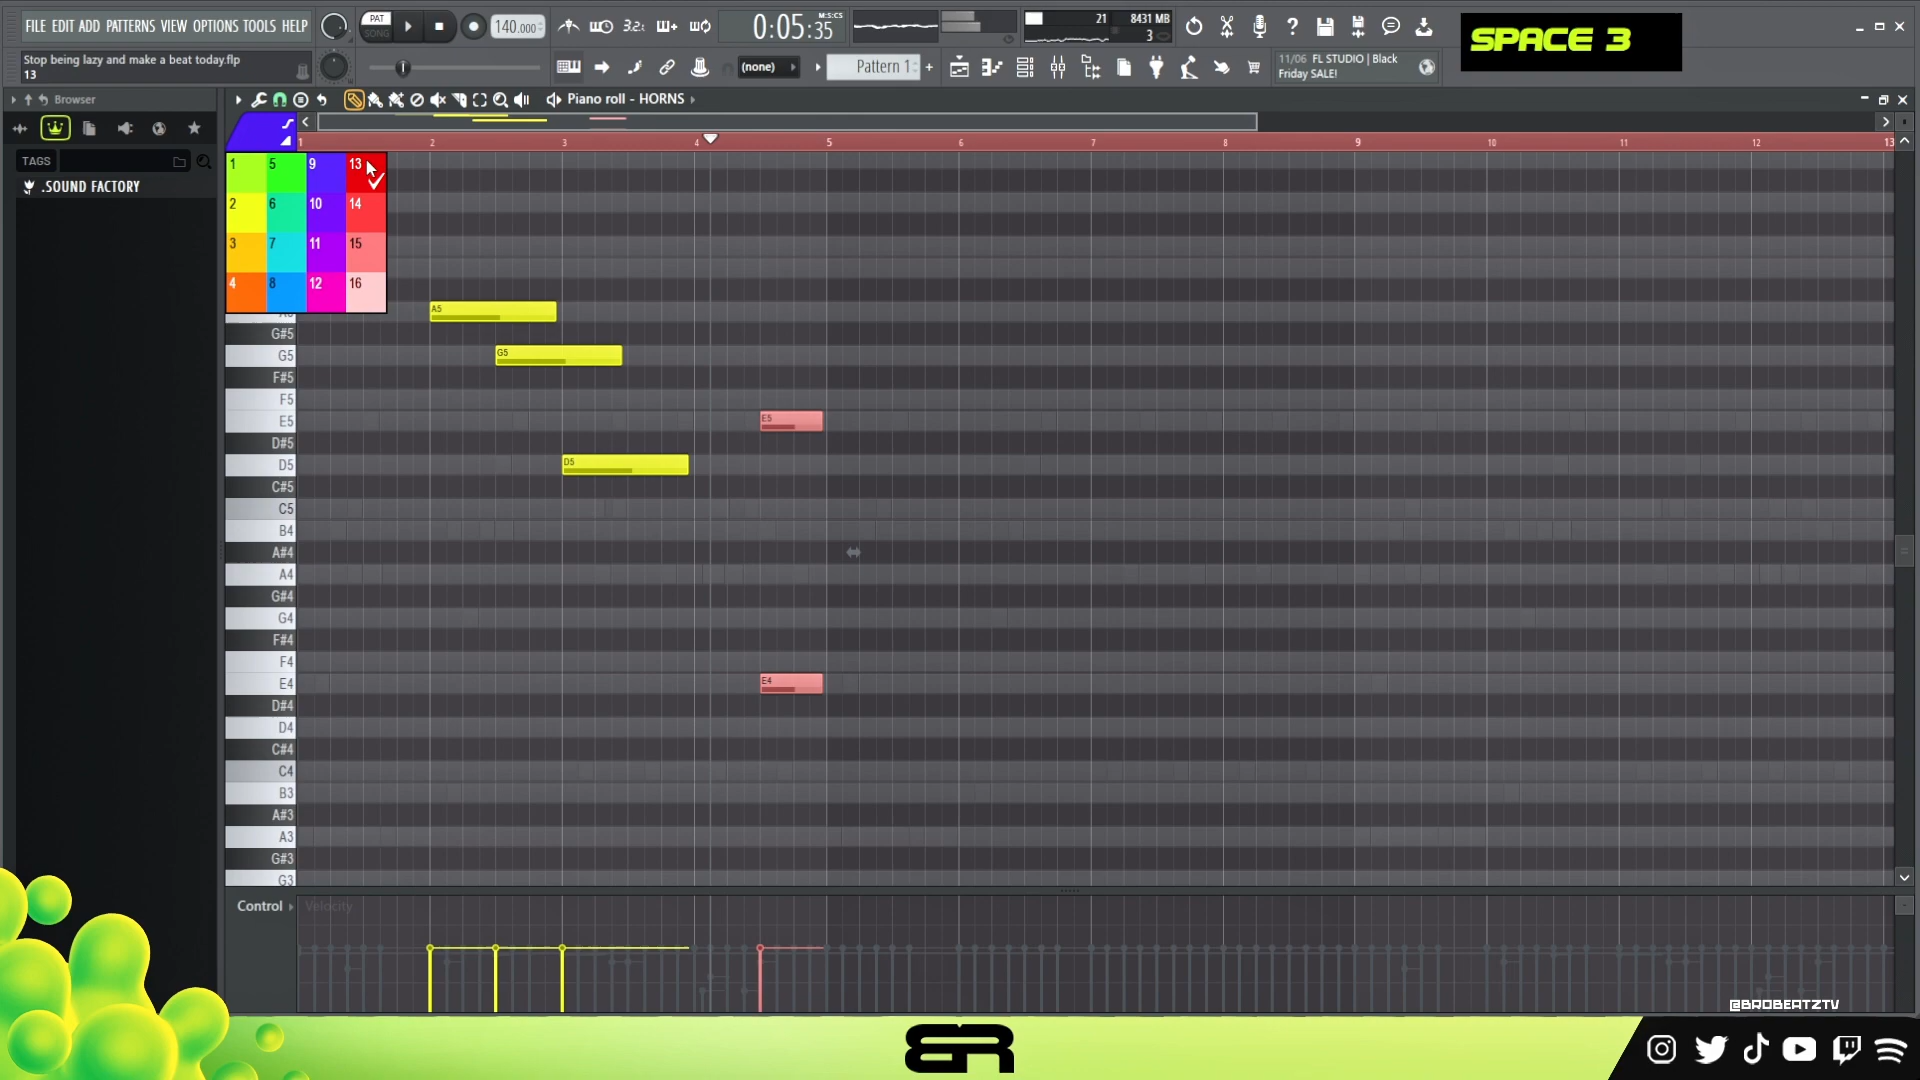 FILE EDIT ADD PATTERNS VIEW OPTIONS TOOLS HELP
PAT
SONG
140.000
3.2:
M:S:CS
0:05:35
21
8431 MB
3
SPACE 3
Stop being lazy and make a beat today.flp
13
(none)
Pattern 1
11/06 FL STUDIO | Black
Friday SALE!
Browser
Piano roll - HORNS
TAGS
.SOUND FACTORY
1 2 3 4 5 6 7 8 9 10 11 12 13
1 5 9 13
2 6 10 14
3 7 11 15
4 8 12 16
A5
G#5
G5
G5
F#5
F5
E5
E5
D#5
D5
D5
C#5
C5
B4
A#4
A4
G#4
G4
F#4
F4
E4
E4
D#4
D4
C#4
C4
B3
A#3
A3
G#3
G3
Control
Velocity
@BROBEATZTV
BR